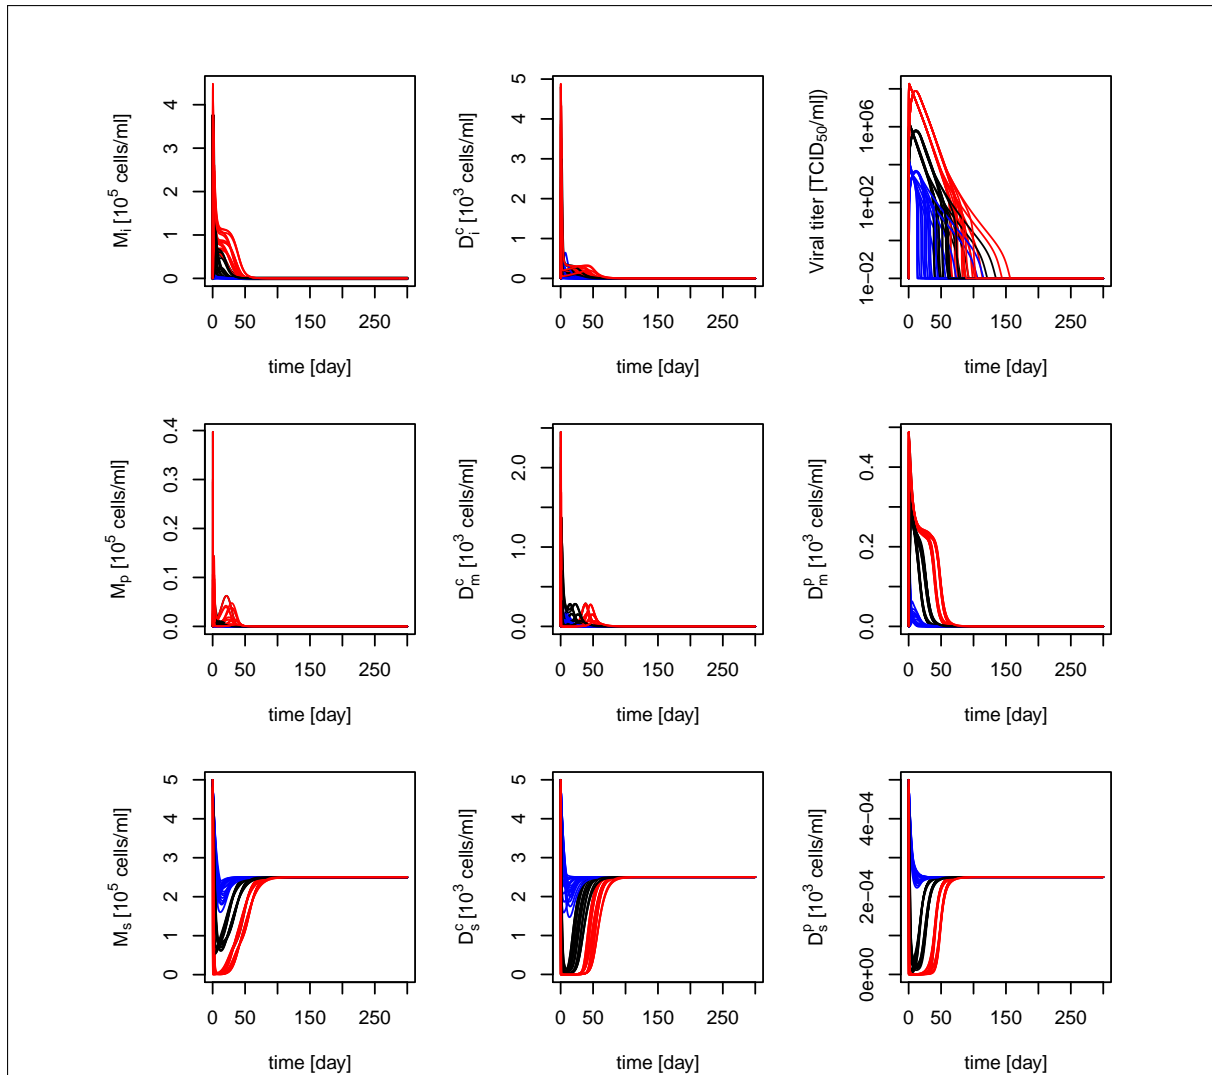 M_i [10^5 cells/ml]
0 1 2 3 4
0 50 150 250
time [day]
D_i^c [10^3 cells/ml]
0 1 2 3 4 5
0 50 150 250
time [day]
Viral titer [TCID_50/ml])
1e−02 1e+02 1e+06
0 50 150 250
time [day]
M_p [10^5 cells/ml]
0.0 0.1 0.2 0.3 0.4
0 50 150 250
time [day]
D_m^c [10^3 cells/ml]
0.0 1.0 2.0
0 50 150 250
time [day]
D_m^p [10^3 cells/ml]
0.0 0.2 0.4
0 50 150 250
time [day]
M_s [10^5 cells/ml]
0 1 2 3 4 5
0 50 150 250
time [day]
D_s^c [10^3 cells/ml]
0 1 2 3 4 5
0 50 150 250
time [day]
D_s^p [10^3 cells/ml]
0e+00 2e−04 4e−04
0 50 150 250
time [day]